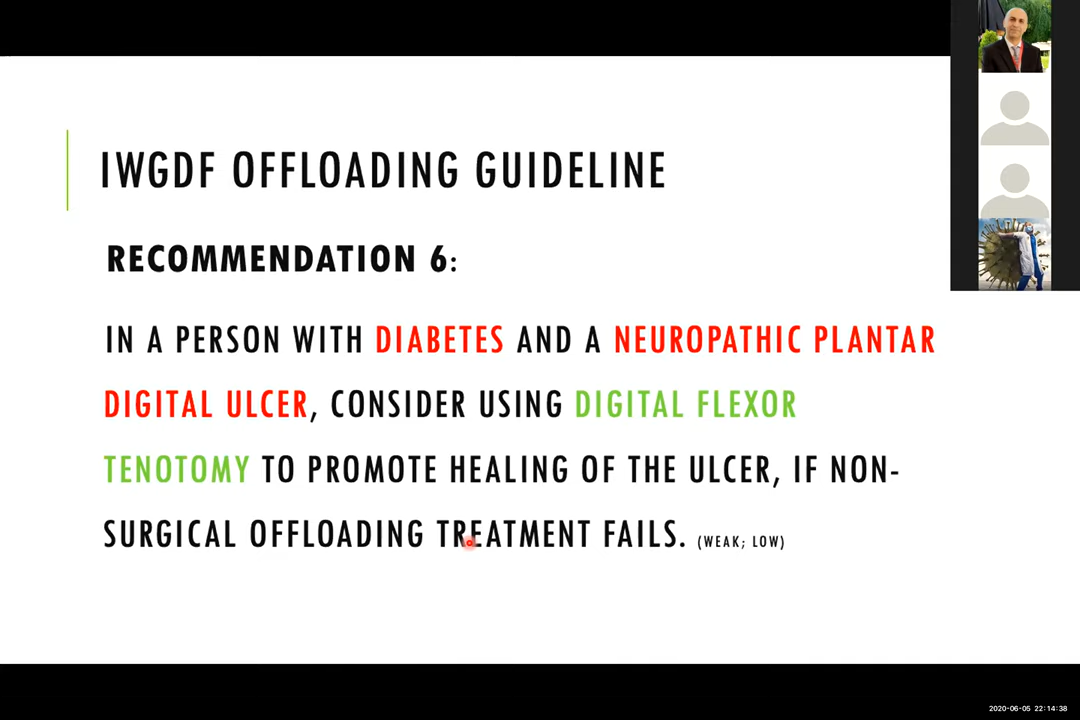 IWGDF OFFLOADING GUIDELINE
RECOMMENDATION 6:
IN A PERSON WITH DIABETES AND A NEUROPATHIC PLANTAR
DIGITAL ULCER, CONSIDER USING DIGITAL FLEXOR
TENOTOMY TO PROMOTE HEALING OF THE ULCER, IF NON-
SURGICAL OFFLOADING TREATMENT FAILS. (WEAK; LOW)
2020-06-05 22:14:38